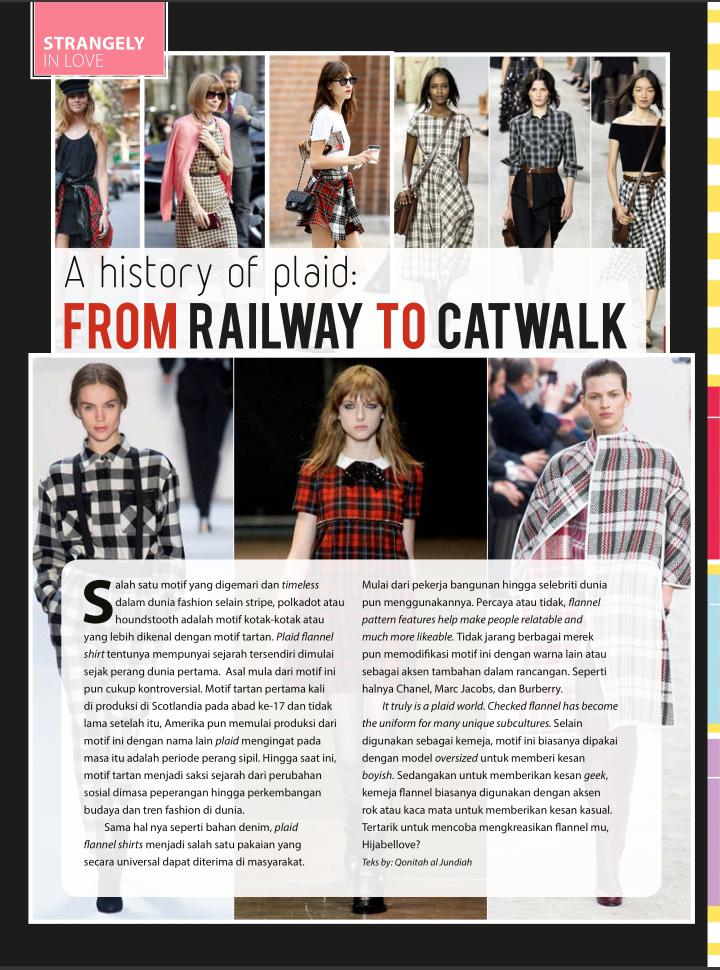 STRANGELY
IN LOVE
A history of plaid:
FROM RAILWAY TO CATWALK
Salah satu motif yang digemari dan timeless
dalam dunia fashion selain stripe, polkadot atau
houndstooth adalah motif kotak-kotak atau
yang lebih dikenal dengan motif tartan. Plaid flannel
shirt tentunya mempunyai sejarah tersendiri dimulai
sejak perang dunia pertama.  Asal mula dari motif ini
pun cukup kontroversial. Motif tartan pertama kali
di produksi di Scotlandia pada abad ke-17 dan tidak
lama setelah itu, Amerika pun memulai produksi dari
motif ini dengan nama lain plaid mengingat pada
masa itu adalah periode perang sipil. Hingga saat ini,
motif tartan menjadi saksi sejarah dari perubahan
sosial dimasa peperangan hingga perkembangan
budaya dan tren fashion di dunia.
Sama hal nya seperti bahan denim, plaid
flannel shirts menjadi salah satu pakaian yang
secara universal dapat diterima di masyarakat.
Mulai dari pekerja bangunan hingga selebriti dunia
pun menggunakannya. Percaya atau tidak, flannel
pattern features help make people relatable and
much more likeable. Tidak jarang berbagai merek
pun memodifikasi motif ini dengan warna lain atau
sebagai aksen tambahan dalam rancangan. Seperti
halnya Chanel, Marc Jacobs, dan Burberry.
It truly is a plaid world. Checked flannel has become
the uniform for many unique subcultures. Selain
digunakan sebagai kemeja, motif ini biasanya dipakai
dengan model oversized untuk memberi kesan
boyish. Sedangakan untuk memberikan kesan geek,
kemeja flannel biasanya digunakan dengan aksen
rok atau kaca mata untuk memberikan kesan kasual.
Tertarik untuk mencoba mengkreasikan flannel mu,
Hijabellove?
Teks by: Qonitah al Jundiah